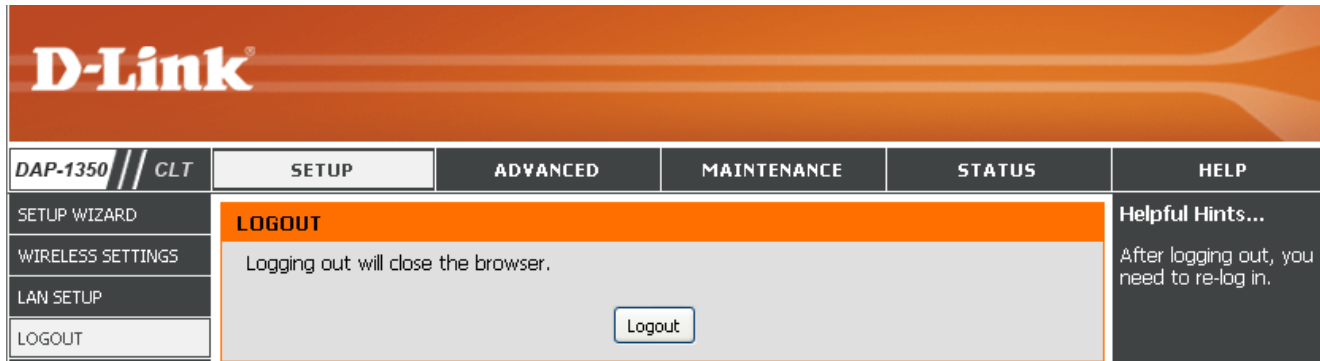 D-Link®
DAP-1350 // CLT
SETUP
ADVANCED
MAINTENANCE
STATUS
HELP
SETUP WIZARD
WIRELESS SETTINGS
LAN SETUP
LOGOUT
LOGOUT
Logging out will close the browser.
Logout
Helpful Hints...
After logging out, you
need to re-log in.